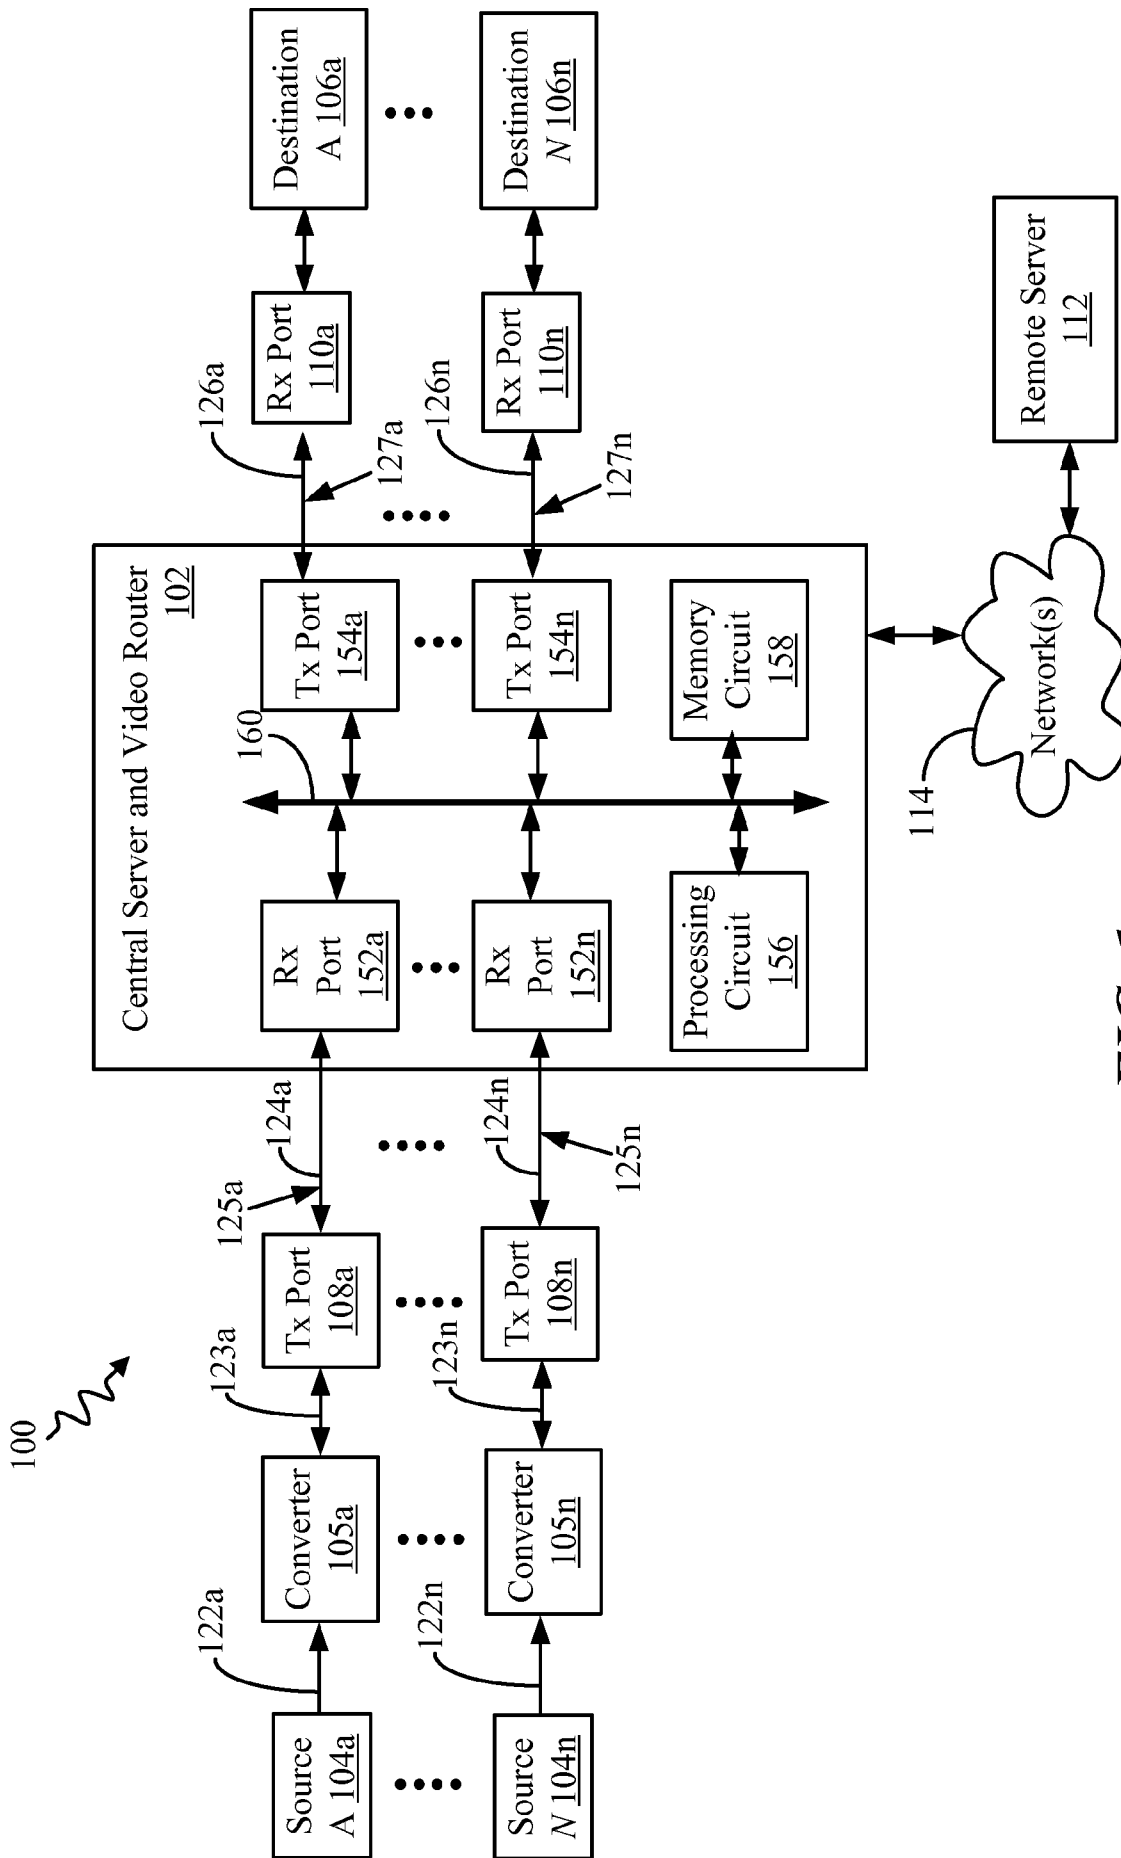 100
Source
A 104a
122a
Converter
105a
123a
Tx Port
108a
125a
124a
Central Server and Video Router
102
Rx
Port
152a
160
Tx Port
154a
126a
127a
Rx Port
110a
Destination
A 106a
Source
N 104n
122n
Converter
105n
123n
Tx Port
108n
124n
125n
Rx
Port
152n
Tx Port
154n
126n
127n
Rx Port
110n
Destination
N 106n
Processing
Circuit
156
Memory
Circuit
158
114
Network(s)
Remote Server
112